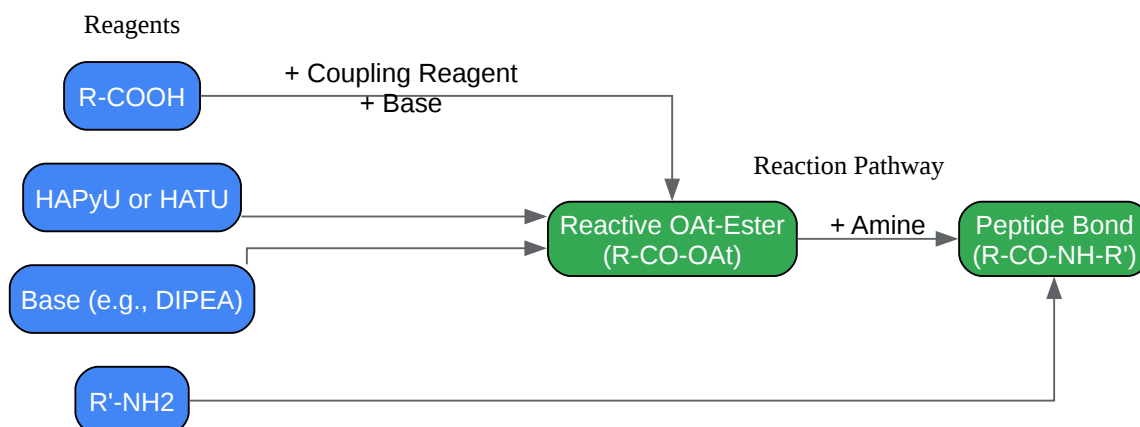 Reagents
R-COOH
+ Coupling Reagent
+ Base
HAPyU or HATU
Reaction Pathway
Reactive OAt-Ester
(R-CO-OAt)
+ Amine
Peptide Bond
(R-CO-NH-R')
Base (e.g., DIPEA)
R'-NH2